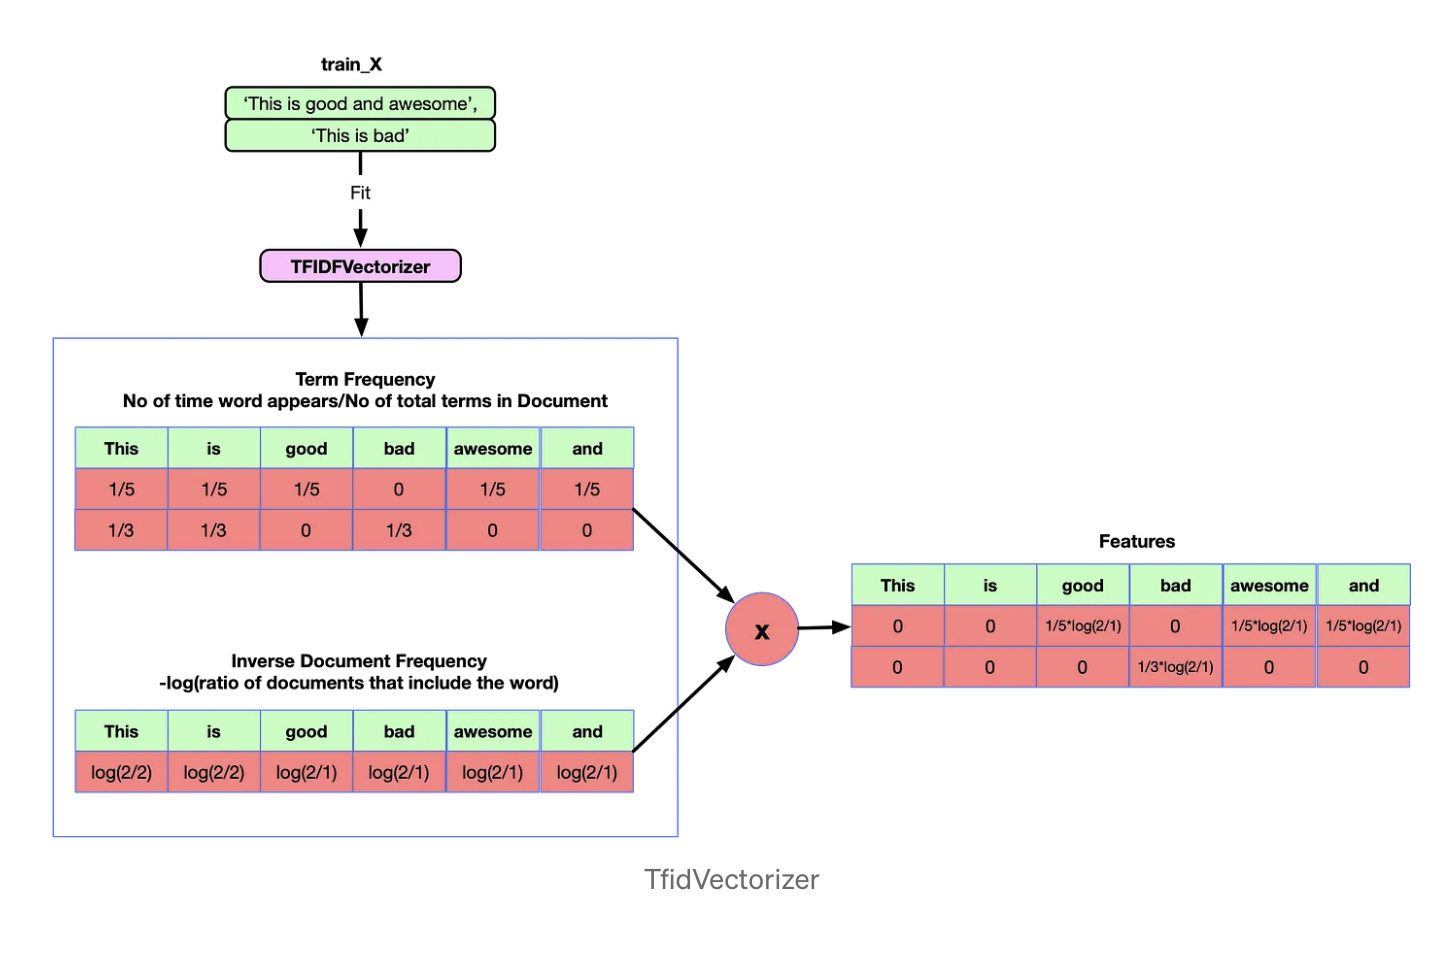 train_X
‘This is good and awesome’,
‘This is bad’
Fit
TFIDFVectorizer
Term Frequency
No of time word appears/No of total terms in Document
This is good bad awesome and
1/5 1/5 1/5 0 1/5 1/5
1/3 1/3 0 1/3 0 0
Inverse Document Frequency
-log(ratio of documents that include the word)
This is good bad awesome and
log(2/2) log(2/2) log(2/1) log(2/1) log(2/1) log(2/1)
x
Features
This is good bad awesome and
0 0 1/5*log(2/1) 0 1/5*log(2/1) 1/5*log(2/1)
0 0 0 1/3*log(2/1) 0 0
TfidVectorizer